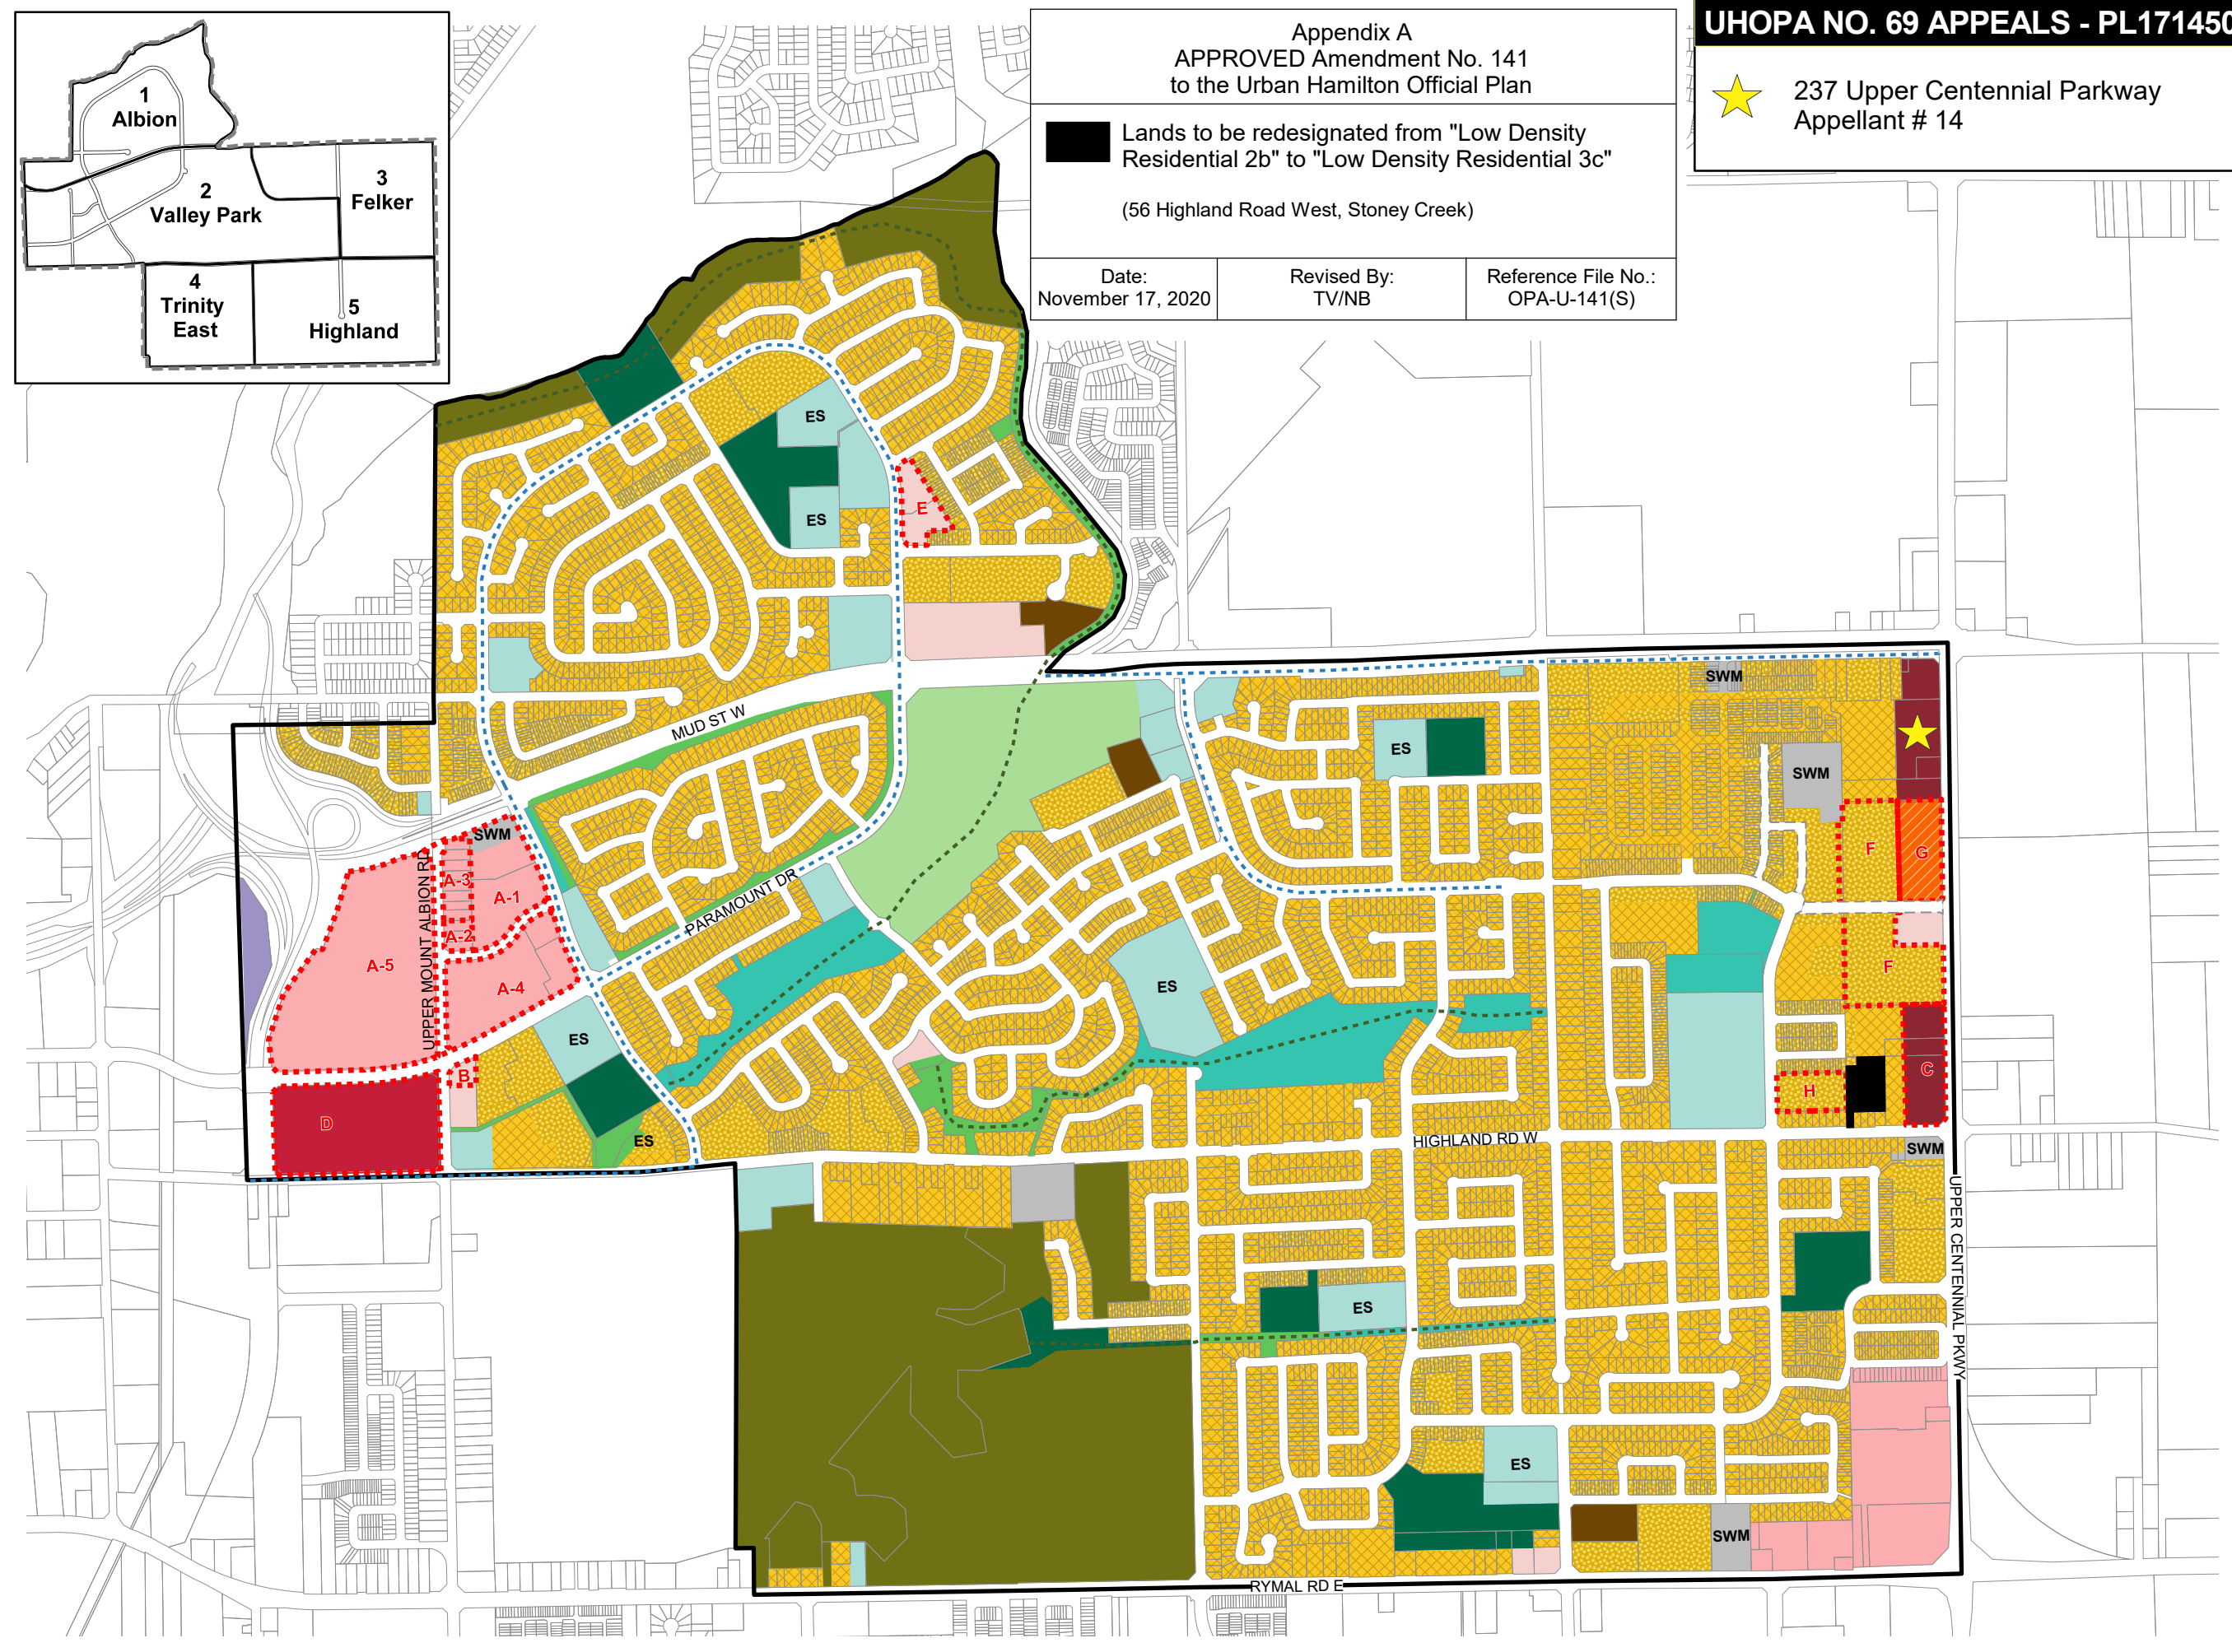 UHOPA NO. 69 APPEALS - PL171450
237 Upper Centennial Parkway
Appellant # 14
Appendix A
APPROVED Amendment No. 141
to the Urban Hamilton Official Plan
Lands to be redesignated from "Low Density
Residential 2b" to "Low Density Residential 3c"
(56 Highland Road West, Stoney Creek)
Date:
November 17, 2020
Revised By:
TV/NB
Reference File No.:
OPA-U-141(S)
1
Albion
2
Valley Park
3
Felker
4
Trinity
East
5
Highland
ES
ES
E
MUD ST W
SWM
ES
SWM
SWM
UPPER MOUNT ALBION RD
A-3
A-1
A-2
A-5
A-4
PARAMOUNT DR
F
G
F
ES
ES
B
D
ES
C
H
HIGHLAND RD W
SWM
UPPER CENTENNIAL PKWY
ES
ES
SWM
RYMAL RD E